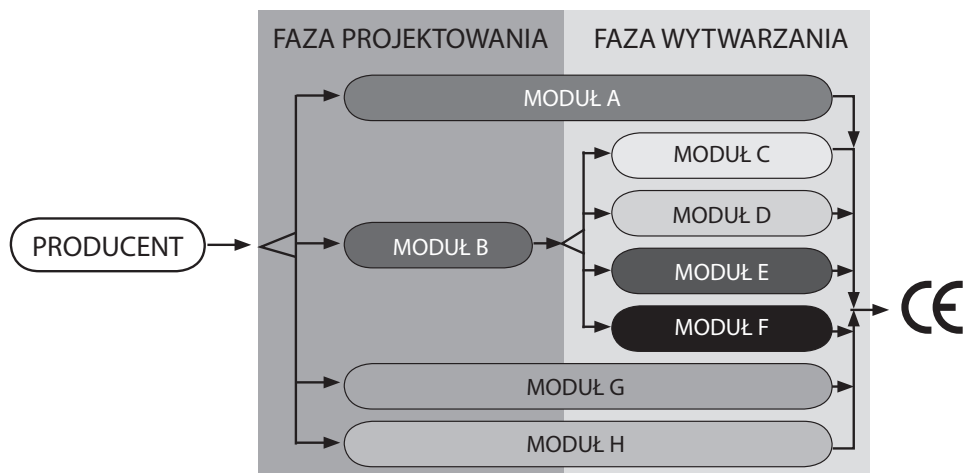 FAZA PROJEKTOWANIA
FAZA WYTWARZANIA
MODUŁ A
MODUŁ C
MODUŁ D
PRODUCENT
MODUŁ B
MODUŁ E
CE
MODUŁ F
MODUŁ G
MODUŁ H